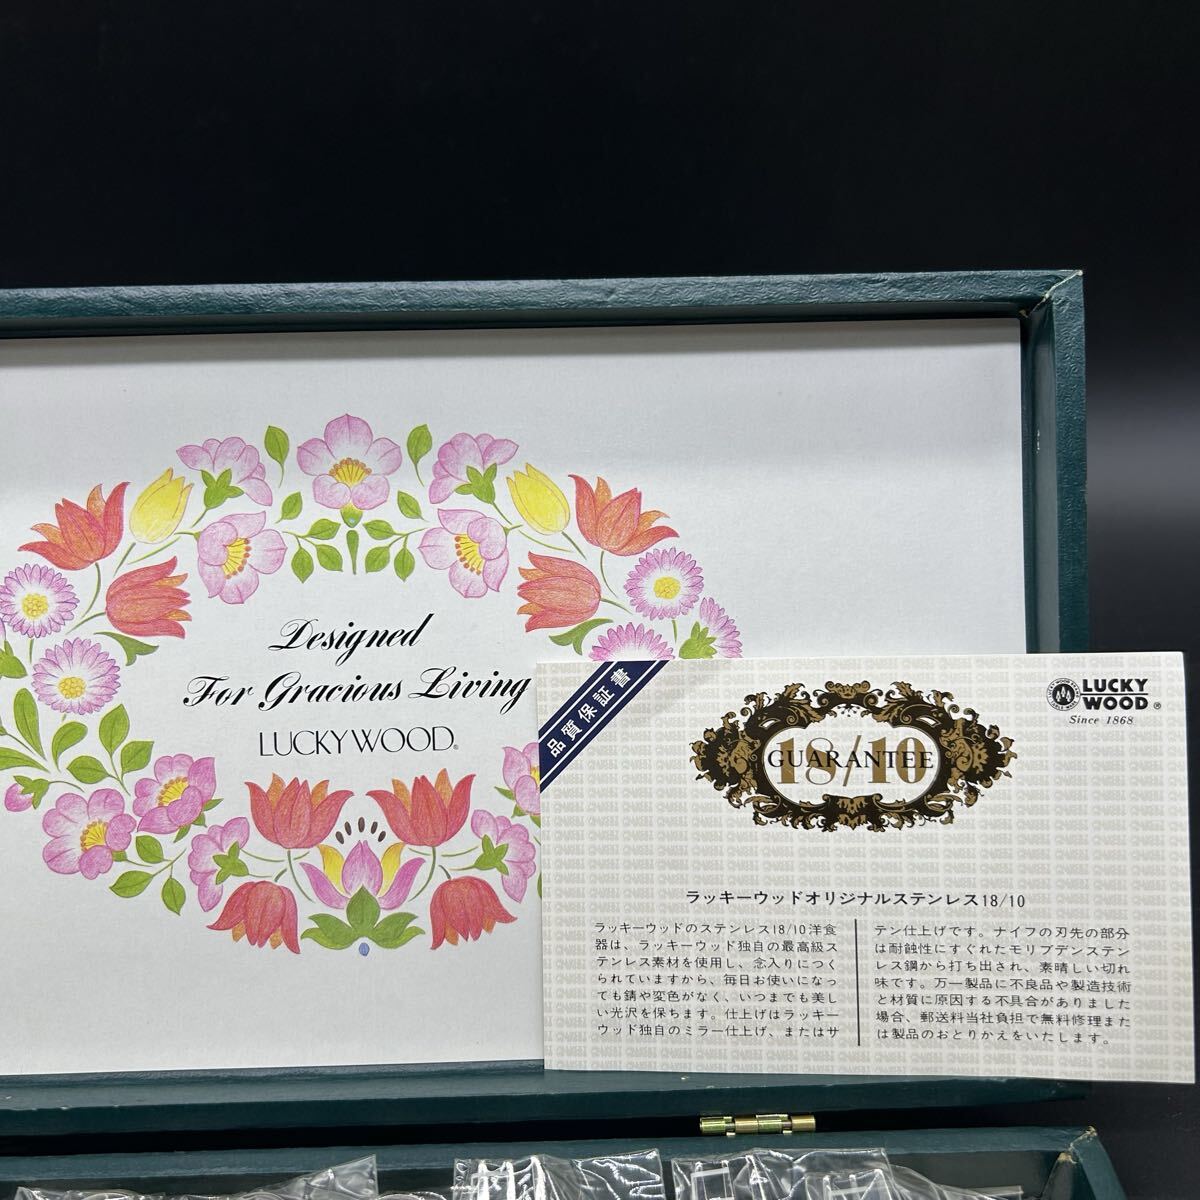 Designed
For Gracious Living
LUCKYWOOD®
品質保証書
18/10
GUARANTEE
LUCKY
WOOD®
Since 1868
ラッキーウッドオリジナルステンレス18/10
ラッキーウッドのステンレス18/10洋食
器は、ラッキーウッド独自の最高級ス
テンレス素材を使用し、念入りにつく
られていますから、毎日お使いになっ
ても錆や変色がなく、いつまでも美し
い光沢を保ちます。仕上げはラッキー
ウッド独自のミラー仕上げ、またはサ
テン仕上げです。ナイフの刃先の部分
は耐蝕性にすぐれたモリブデンステン
レス鋼から打ち出され、素晴しい切れ
味です。万一製品に不良品や製造技術
と材質に原因する不具合がありました
場合、郵送料当社負担で無料修理また
は製品のおとりかえをいたします。